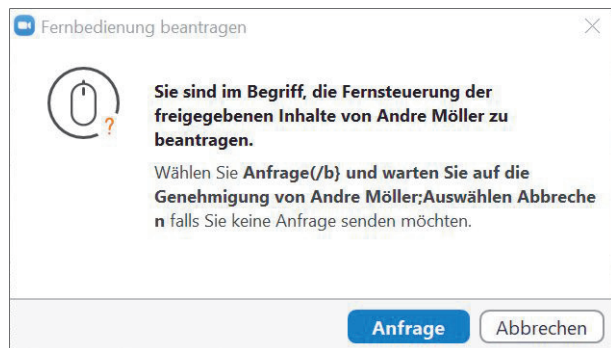 Fernbedienung beantragen
?
Sie sind im Begriff, die Fernsteuerung der
freigegebenen Inhalte von Andre Möller zu
beantragen.
Wählen Sie Anfrage(/b} und warten Sie auf die
Genehmigung von Andre Möller;Auswählen Abbreche
n falls Sie keine Anfrage senden möchten.
Anfrage Abbrechen